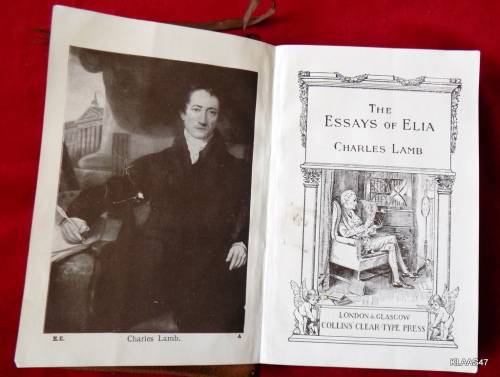 E.E. Charles Lamb. A
THE
ESSAYS OF ELIA
CHARLES LAMB
LONDON & GLASGOW
COLLINS' CLEAR-TYPE PRESS
KLAAS47